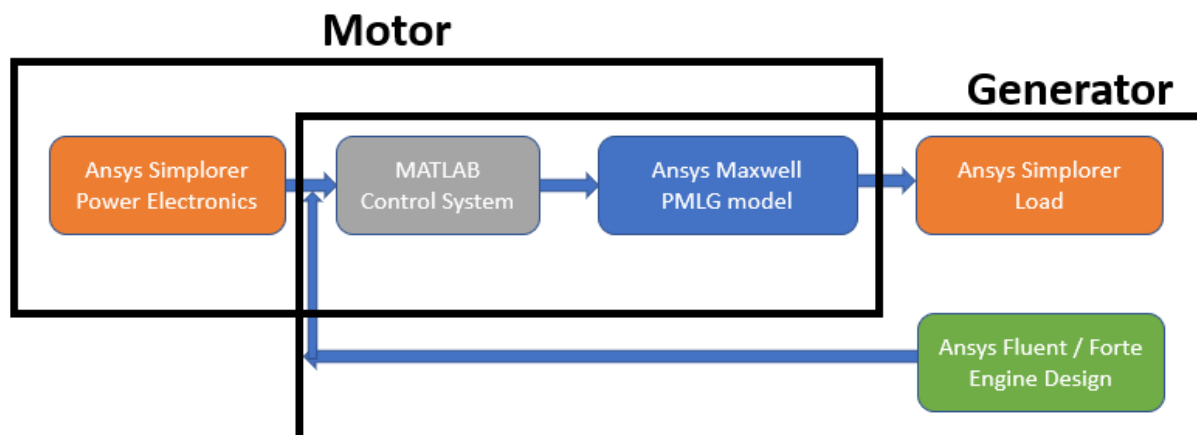 Motor
Generator
Ansys Simplorer
Power Electronics
MATLAB
Control System
Ansys Maxwell
PMLG model
Ansys Simplorer
Load
Ansys Fluent / Forte
Engine Design